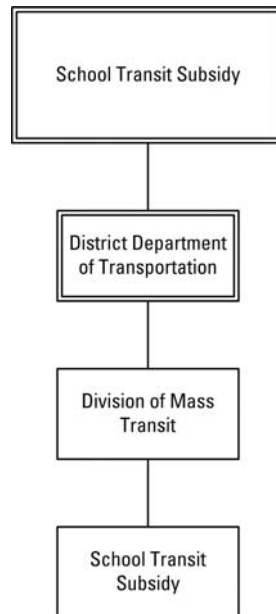 School Transit Subsidy
District Department
of Transportation
Division of Mass
Transit
School Transit
Subsidy